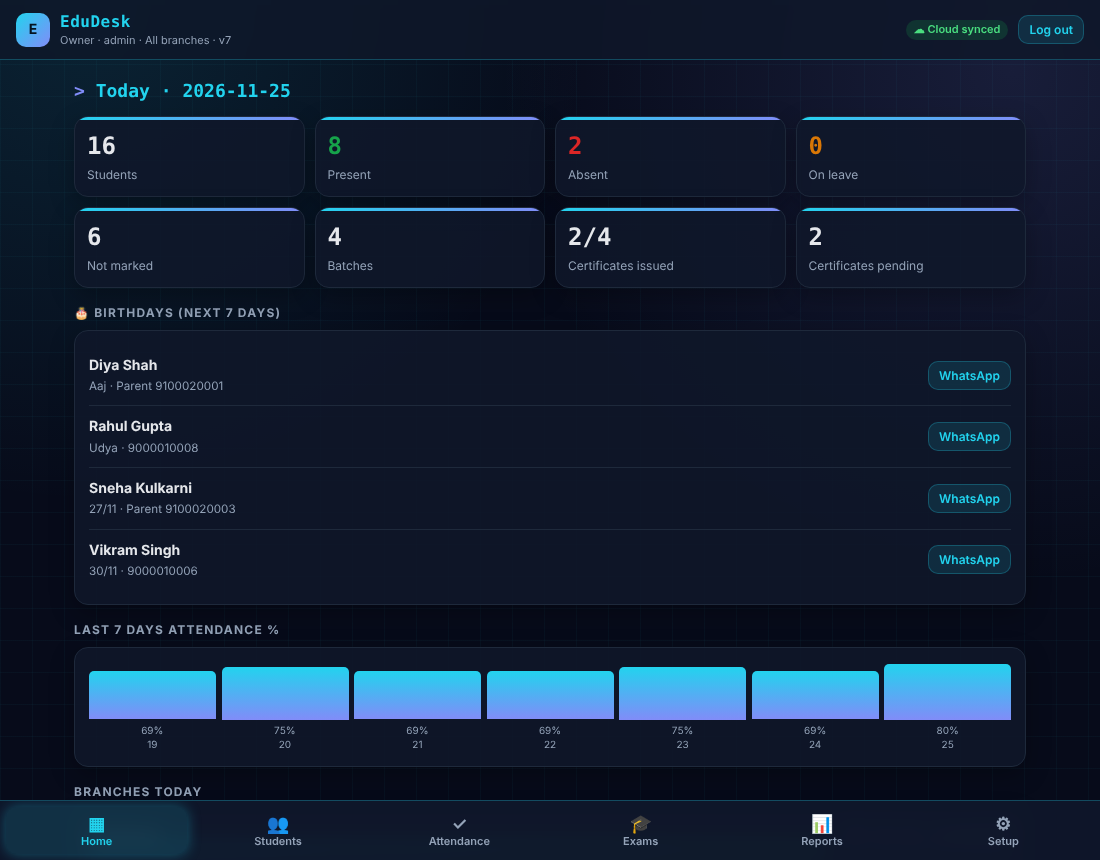 E
EduDesk
Owner · admin · All branches · v7
☁ Cloud synced
Log out
> Today · 2026-11-25
16
Students
8
Present
2
Absent
0
On leave
6
Not marked
4
Batches
2/4
Certificates issued
2
Certificates pending
🎂 BIRTHDAYS (NEXT 7 DAYS)
Diya Shah
Aaj · Parent 9100020001
WhatsApp
Rahul Gupta
Udya · 9000010008
WhatsApp
Sneha Kulkarni
27/11 · Parent 9100020003
WhatsApp
Vikram Singh
30/11 · 9000010006
WhatsApp
LAST 7 DAYS ATTENDANCE %
69% 75% 69% 69% 75% 69% 80%
19 20 21 22 23 24 25
BRANCHES TODAY
Home
Students
Attendance
Exams
Reports
Setup